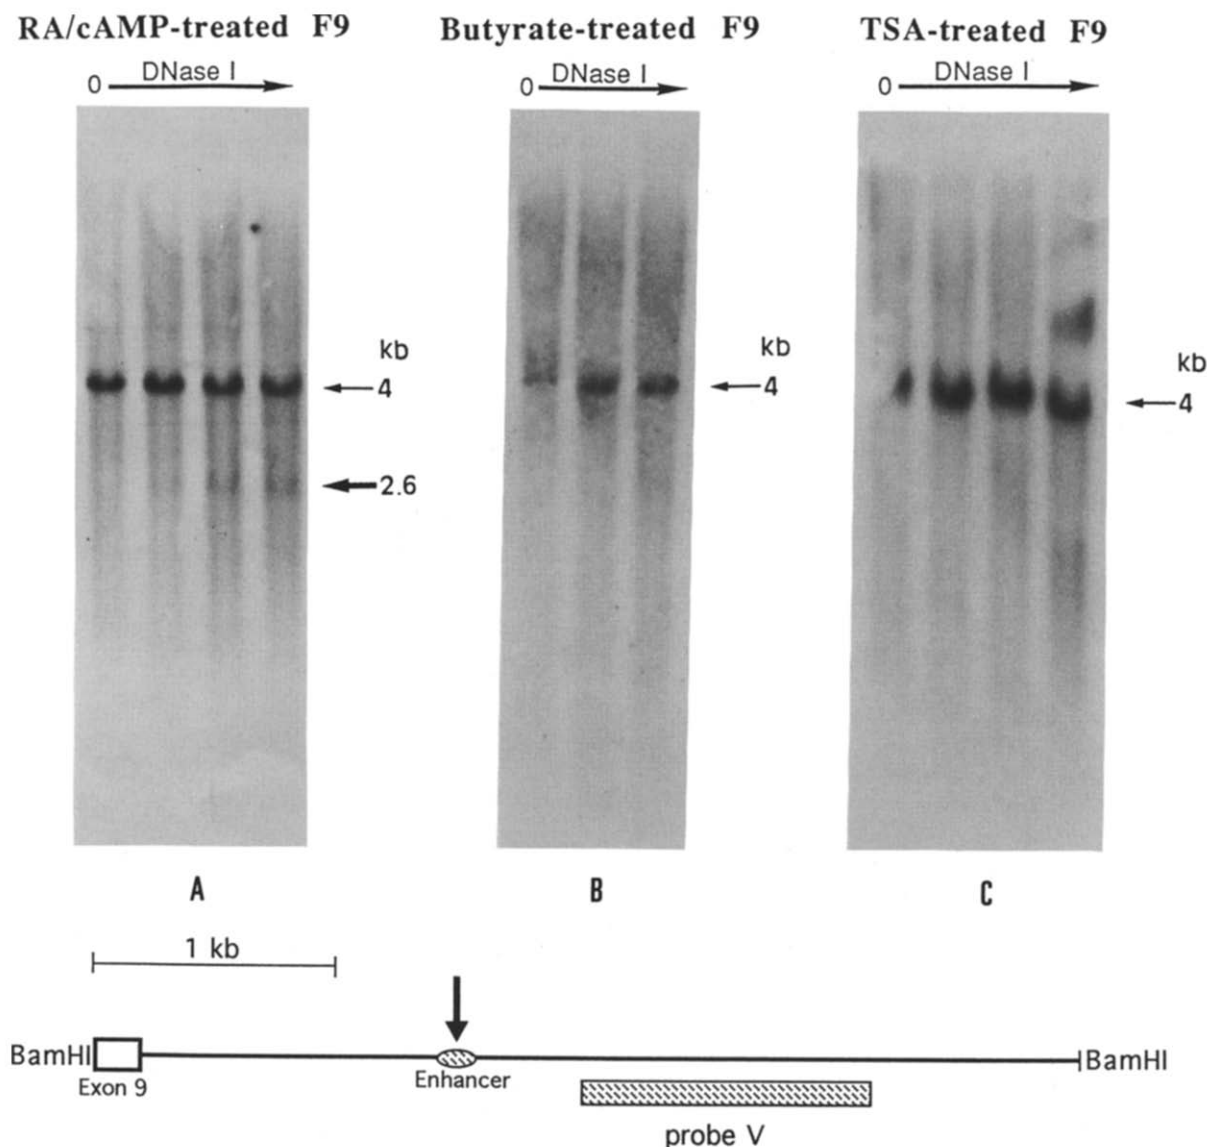 RA/cAMP-treated F9
Butyrate-treated F9
TSA-treated F9
0 DNase I
0 DNase I
0 DNase I
kb
4
2.6
kb
4
kb
4
A
B
C
1 kb
BamHI
BamHI
Exon 9
Enhancer
probe V